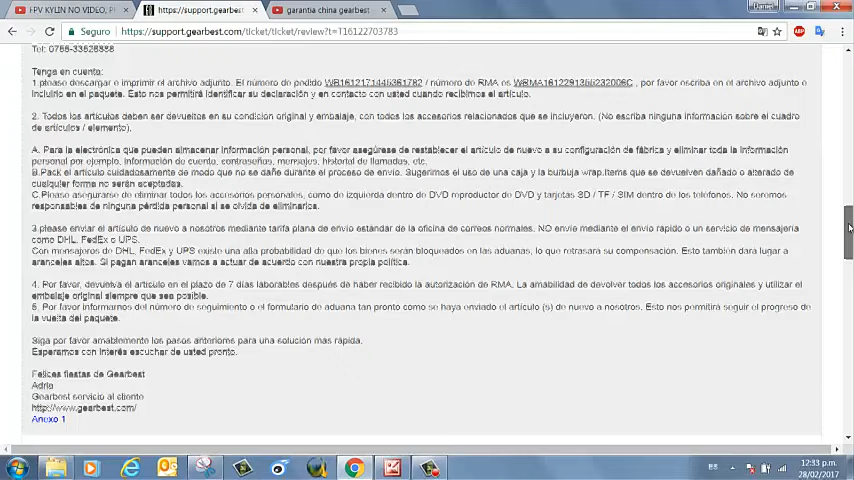 FPV KYLIN NO VIDEO, P
https://support.gearbest
garantia china gearbest
Daniel
Seguro
https://support.gearbest.com/ticket/ticket/review?t=T16122703783
Tel: 0755-33528388
Tenga en cuenta:
1.please descargar e imprimir el archivo adjunto. El número de pedido / número de RMA es , por favor escriba en el archivo adjunto e
incluirlo en el paquete. Esto nos permitirá identificar su declaración y en contacto con usted cuando recibimos el artículo.
2. Todos los artículos deben ser devueltos en su condición original y embalaje, con todos los accesorios relacionados que se incluyeron. (No escriba ninguna información sobre el cuadro
de artículos / elemento).
A. Para la electrónica que pueden almacenar información personal, por favor asegúrese de restablecer el artículo de nuevo a su configuración de fábrica y eliminar toda la información
personal por ejemplo, información de cuenta, contraseñas, mensajes, historial de llamadas, etc.
B.Pack el artículo cuidadosamente de modo que no se dañe durante el proceso de envío. Sugerimos el uso de una caja y la burbuja wrap.Items que se devuelven dañado o alterado de
cualquier forma no serán aceptadas.
C.Please asegurarse de eliminar todos los accesorios personales, como de izquierda dentro de DVD reproductor de DVD y tarjetas SD / TF / SIM dentro de los teléfonos. No seremos
responsables de ninguna pérdida personal si se olvida de eliminarlos.
3.please enviar el artículo de nuevo a nosotros mediante tarifa plana de envío estándar de la oficina de correos normales. NO envíe mediante el envío rápido o un servicio de mensajería
como DHL, FedEx o UPS.
Con mensajeros de DHL, FedEx y UPS existe una alta probabilidad de que los bienes serán bloqueados en las aduanas, lo que retrasará su compensación. Esto también dará lugar a
aranceles altos. Si pagan aranceles vamos a actuar de acuerdo con nuestra propia política.
4. Por favor, devuelva el artículo en el plazo de 7 días laborables después de haber recibido la autorización de RMA. La amabilidad de devolver todos los accesorios originales y utilizar el
embalaje original siempre que sea posible.
5. Por favor informarnos del número de seguimiento o el formulario de aduana tan pronto como se haya enviado el artículo (s) de nuevo a nosotros. Esto nos permitirá seguir el progreso de
la vuelta del paquete.
Siga por favor amablemente los pasos anteriores para una solución más rápida.
Esperamos con interés escuchar de usted pronto.
Felices fiestas de Gearbest
Adria
Gearbest servicio al cliente
http://www.gearbest.com/
Anexo 1
ES
12:33 p.m.
28/02/2017